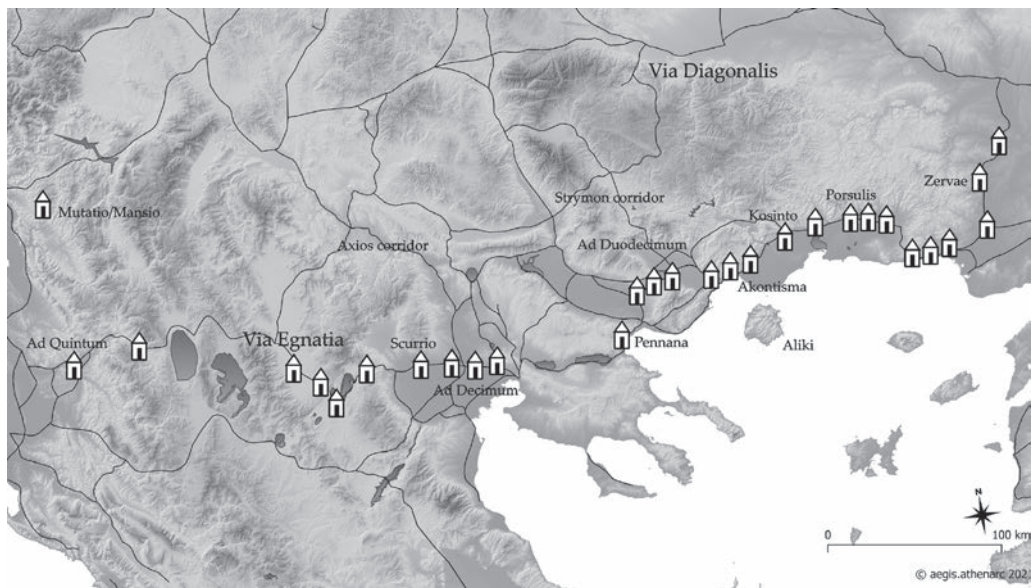 Via Diagonalis
Zervae
Strymon corridor
Porsulis
Mutatio/Mansio
Kosinto
Axios corridor
Ad Duodecimum
Akontisma
Ad Quintum
Via Egnatia
Scurrio
Pennana
Aliki
Ad Decimum
N
0
100 km
© aegis.athenarc 202